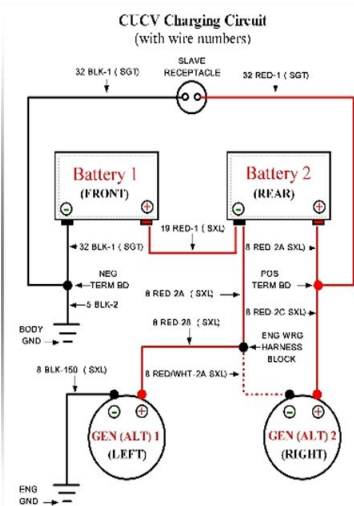 CUCV Charging Circuit
(with wire numbers)
SLAVE
RECEPTACLE
32 BLK-1 (SGT)
32 RED-1 (SGT)
Battery 1
(FRONT)
Battery 2
(REAR)
19 RED-1 (SXL)
32 BLK-1 (SGT)
8 RED 2A SXL)
NEG
TERM BD
POS
TERM BD
5 BLK-2
8 RED 2A (SXL)
8 RED 2C SXL)
BODY
GND
8 RED 28 (SXL)
ENG WRG
HARNESS
BLOCK
8 BLK-150 (SXL)
8 RED/WHT-2A SXL)
GEN (ALT) 1
(LEFT)
GEN (ALT) 2
(RIGHT)
ENG
GND